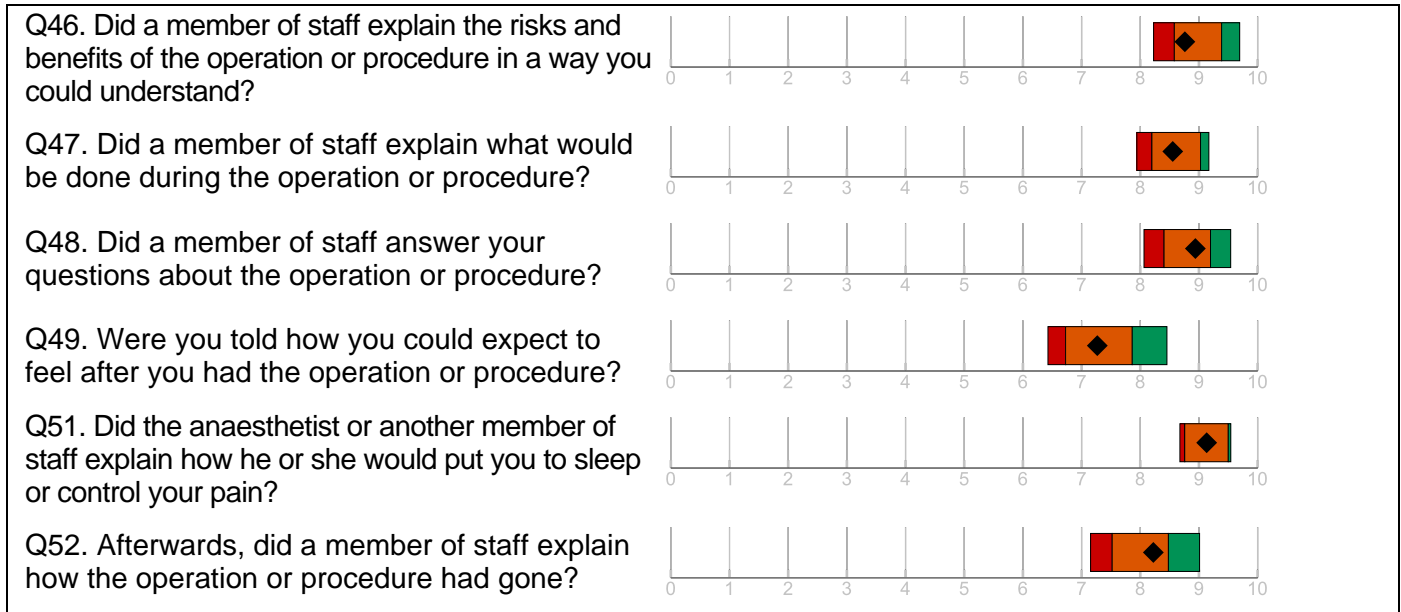 Q46. Did a member of staff explain the risks and
benefits of the operation or procedure in a way you
could understand?
0 1 2 3 4 5 6 7 8 9 10
Q47. Did a member of staff explain what would
be done during the operation or procedure?
0 1 2 3 4 5 6 7 8 9 10
Q48. Did a member of staff answer your
questions about the operation or procedure?
0 1 2 3 4 5 6 7 8 9 10
Q49. Were you told how you could expect to
feel after you had the operation or procedure?
0 1 2 3 4 5 6 7 8 9 10
Q51. Did the anaesthetist or another member of
staff explain how he or she would put you to sleep
or control your pain?
0 1 2 3 4 5 6 7 8 9 10
Q52. Afterwards, did a member of staff explain
how the operation or procedure had gone?
0 1 2 3 4 5 6 7 8 9 10